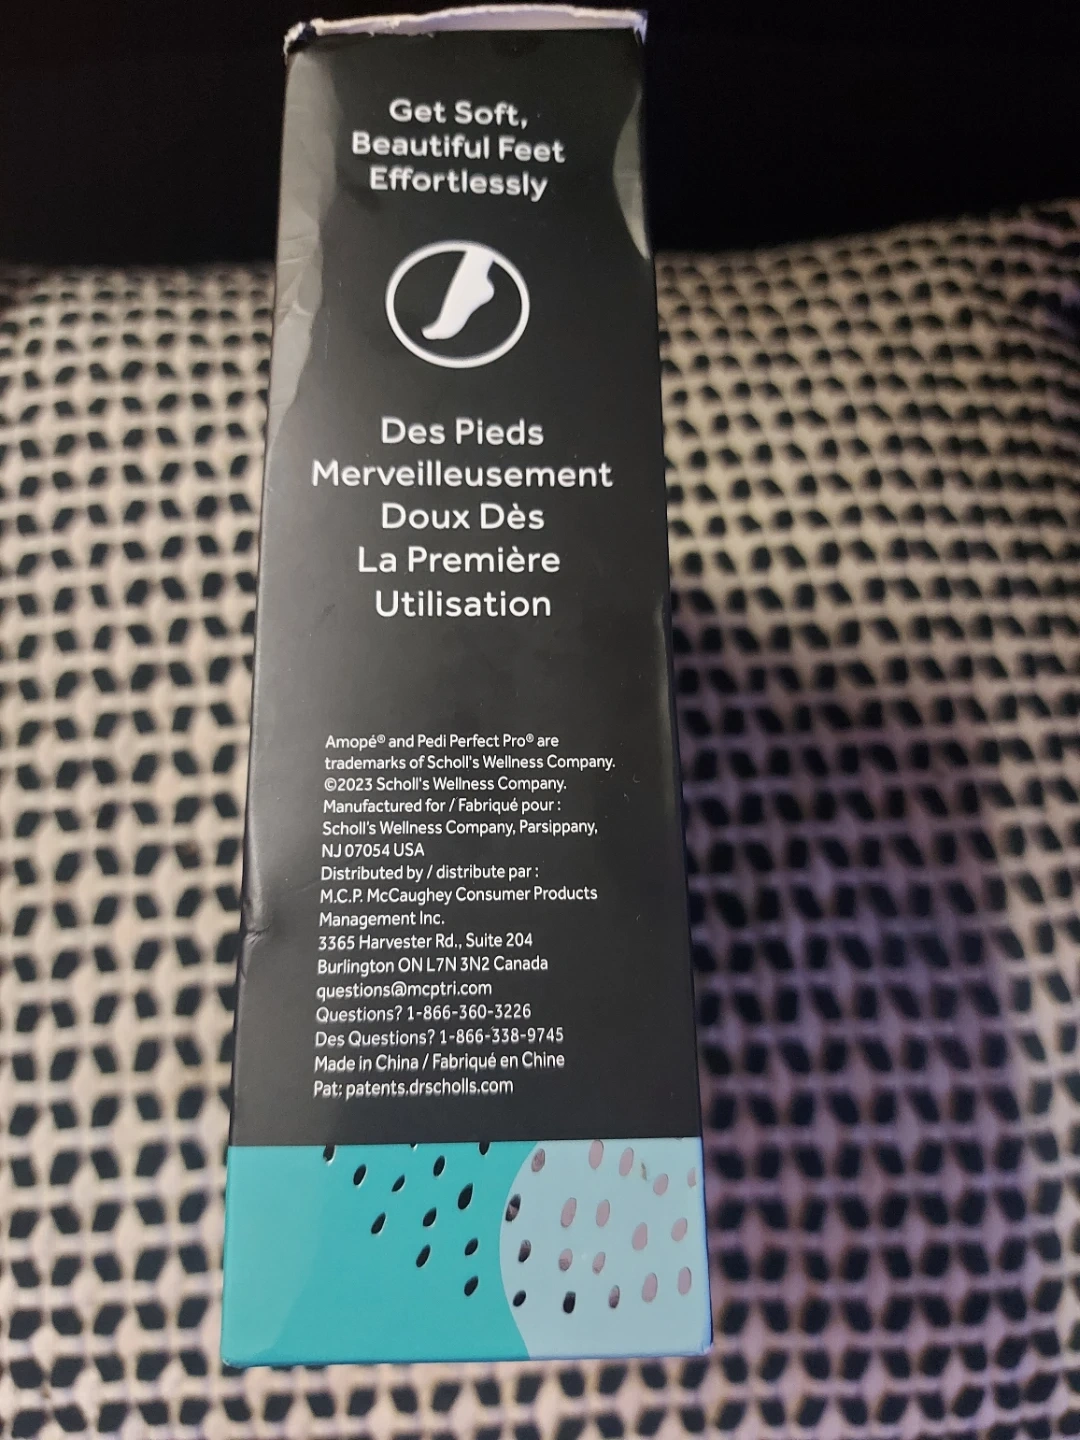 Get Soft,
Beautiful Feet
Effortlessly
Des Pieds
Merveilleusement
Doux Dès
La Première
Utilisation
Amopé® and Pedi Perfect Pro® are
trademarks of Scholl's Wellness Company.
©2023 Scholl's Wellness Company.
Manufactured for / Fabriqué pour :
Scholl's Wellness Company, Parsippany,
NJ 07054 USA
Distributed by / distribute par :
M.C.P. McCaughey Consumer Products
Management Inc.
3365 Harvester Rd., Suite 204
Burlington ON L7N 3N2 Canada
questions@mcptri.com
Questions? 1-866-360-3226
Des Questions? 1-866-338-9745
Made in China / Fabriqué en Chine
Pat: patents.drscholls.com